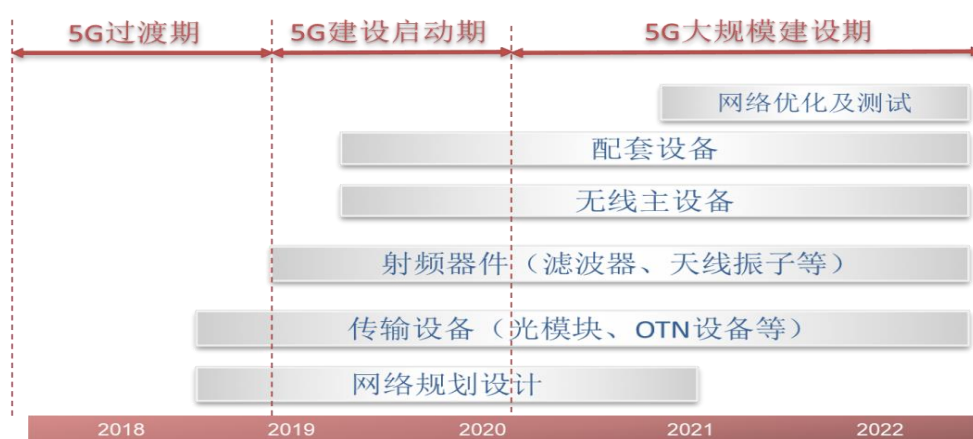 5G过渡期
5G建设启动期
5G大规模建设期
网络优化及测试
配套设备
无线主设备
射频器件（滤波器、天线振子等）
传输设备（光模块、OTN设备等）
网络规划设计
2018
2019
2020
2021
2022